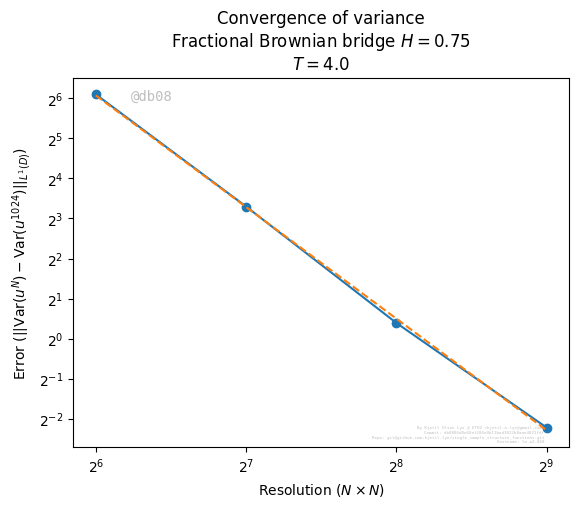 Convergence of variance
Fractional Brownian bridge H = 0.75
T = 4.0
@db08
Error (||Var(u^N) − Var(u^1024)||_{L^1(D)})
2^6
2^5
2^4
2^3
2^2
2^1
2^0
2^−1
2^−2
2^6
2^7
2^8
2^9
Resolution (N × N)